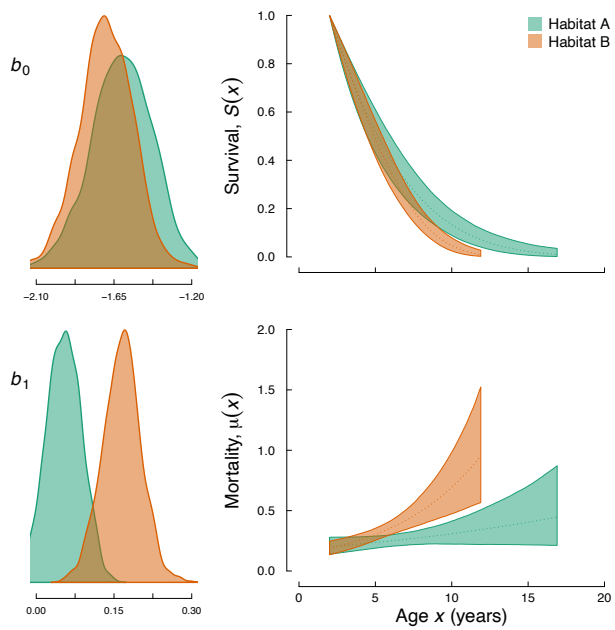 b0
−2.10 −1.65 −1.20
Survival, S(x)
1.0
0.8
0.6
0.4
0.2
0.0
Habitat A
Habitat B
b1
0.00 0.15 0.30
Mortality, μ(x)
2.0
1.5
1.0
0.5
0.0
0 5 10 15 20
Age x (years)